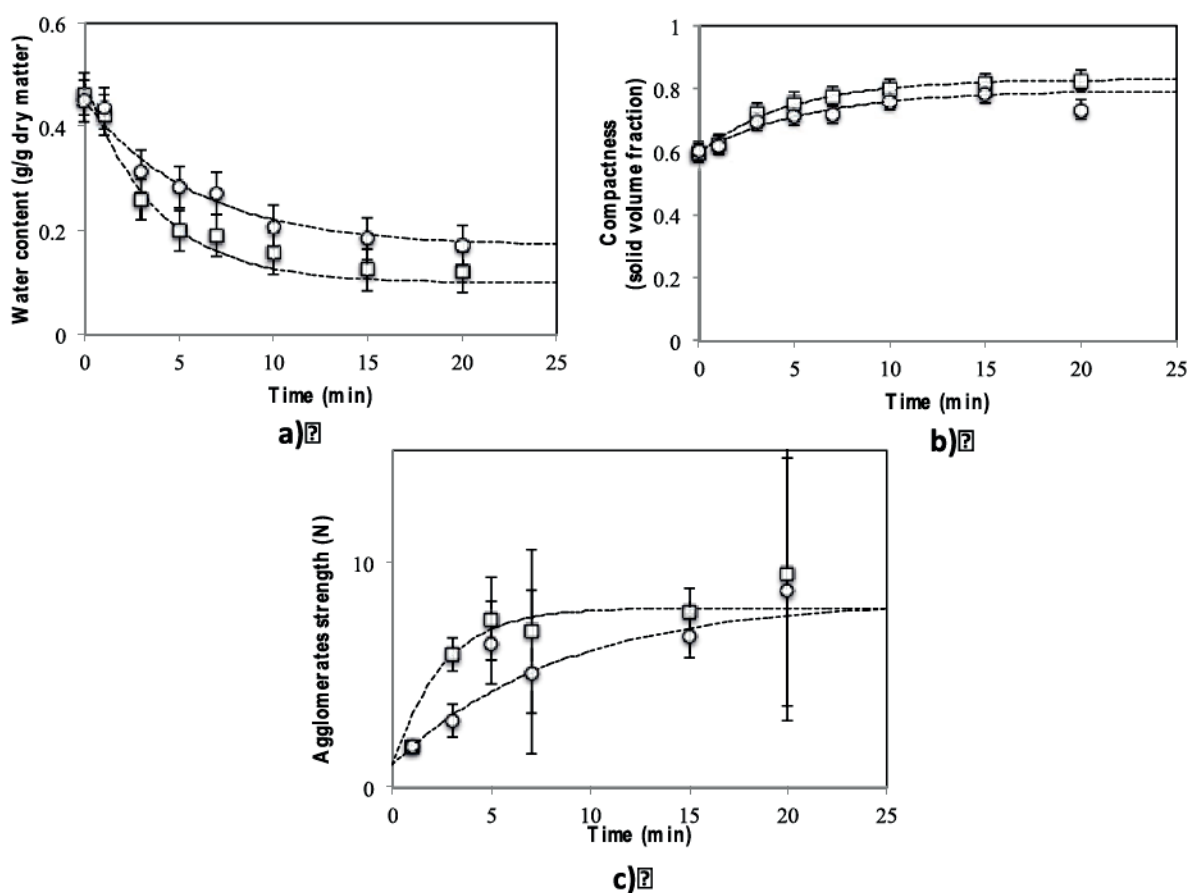 0.6
0.4
0.2
0
Water content (g/g dry matter)
0 5 10 15 20 25
Time (min)
a)⍰
1
0.8
0.6
0.4
0.2
0
Compactness
(solid volume fraction)
0 5 10 15 20 25
Time (min)
b)⍰
10
0
Agglomerates strength (N)
0 5 10 15 20 25
Time (min)
c)⍰